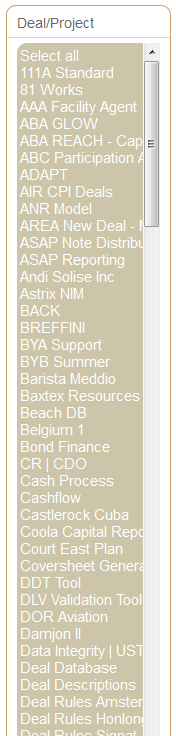 Deal/Project
Select all
111A Standard
81 Works
AAA Facility Agent
ABA GLOW
ABA REACH - Cap
ABC Participation A
ADAPT
AIR CPI Deals
ANR Model
AREA New Deal - M
ASAP Note Distribu
ASAP Reporting
Andi Solise Inc
Astrix NIM
BACK
BREFFINI
BYA Support
BYB Summer
Barista Meddio
Baxtex Resources
Beach DB
Belgium 1
Bond Finance
CR | CDO
Cash Process
Cashflow
Castlerock Cuba
Coola Capital Repo
Court East Plan
Coversheet Genera
DDT Tool
DLV Validation Tool
DOR Aviation
Damjon II
Data Integrity | UST
Deal Database
Deal Descriptions
Deal Rules Amster
Deal Rules Honlong
Deal Rules Signat